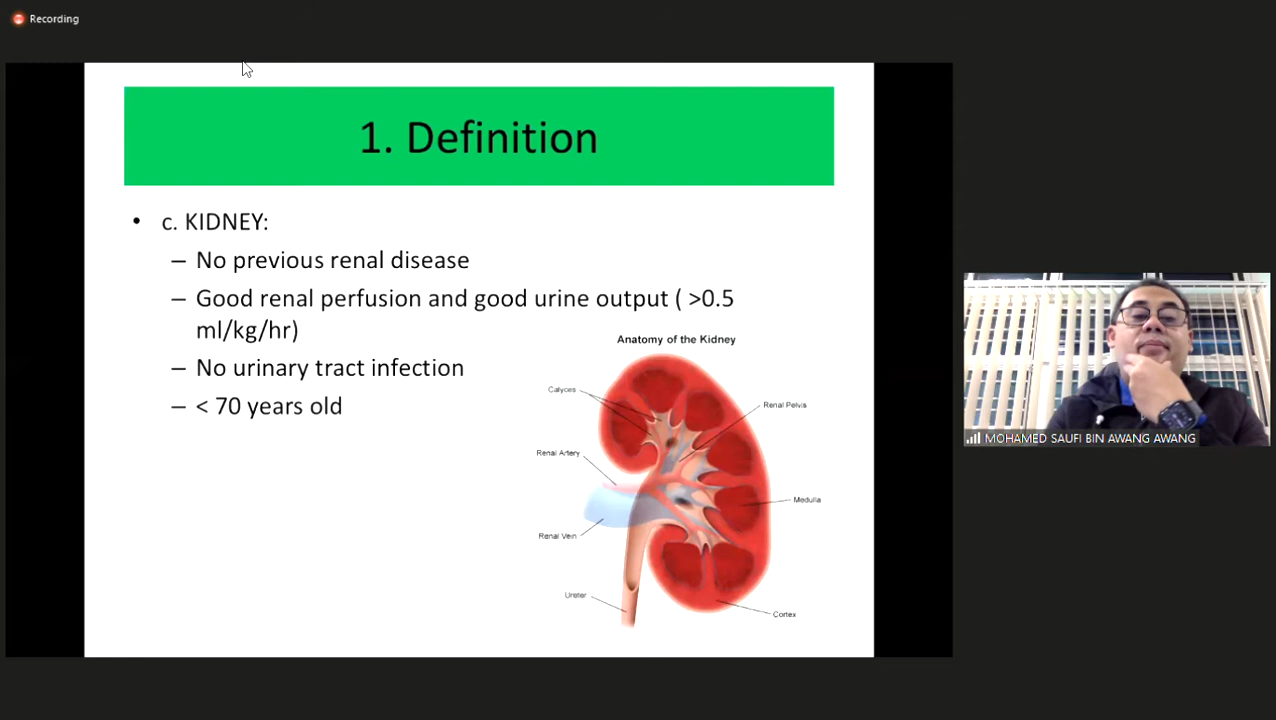 Recording
1. Definition
• c. KIDNEY:
– No previous renal disease
– Good renal perfusion and good urine output ( >0.5
ml/kg/hr)
– No urinary tract infection
– < 70 years old
Anatomy of the Kidney
Calyces
Renal Pelvis
Renal Artery
Medulla
Renal Vein
Ureter
Cortex
MOHAMED SAUFI BIN AWANG AWANG